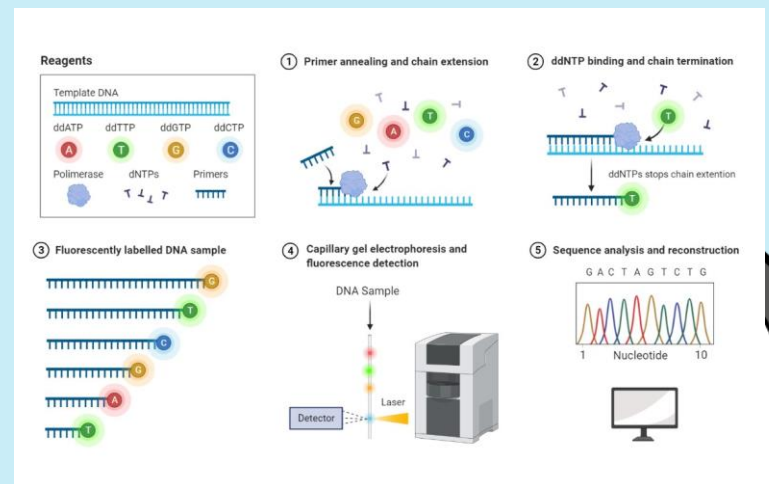 Reagents
Template DNA
ddATP ddTTP ddGTP ddCTP
A T G C
Polimerase dNTPs Primers
1 Primer annealing and chain extension
G A T C
2 ddNTP binding and chain termination
T
ddNTPs stops chain extention
T
3 Fluorescently labelled DNA sample
G
T
C
G
A
T
4 Capillary gel electrophoresis and
fluorescence detection
DNA Sample
Laser
Detector
5 Sequence analysis and reconstruction
G A C T A G T C T G
1 Nucleotide 10